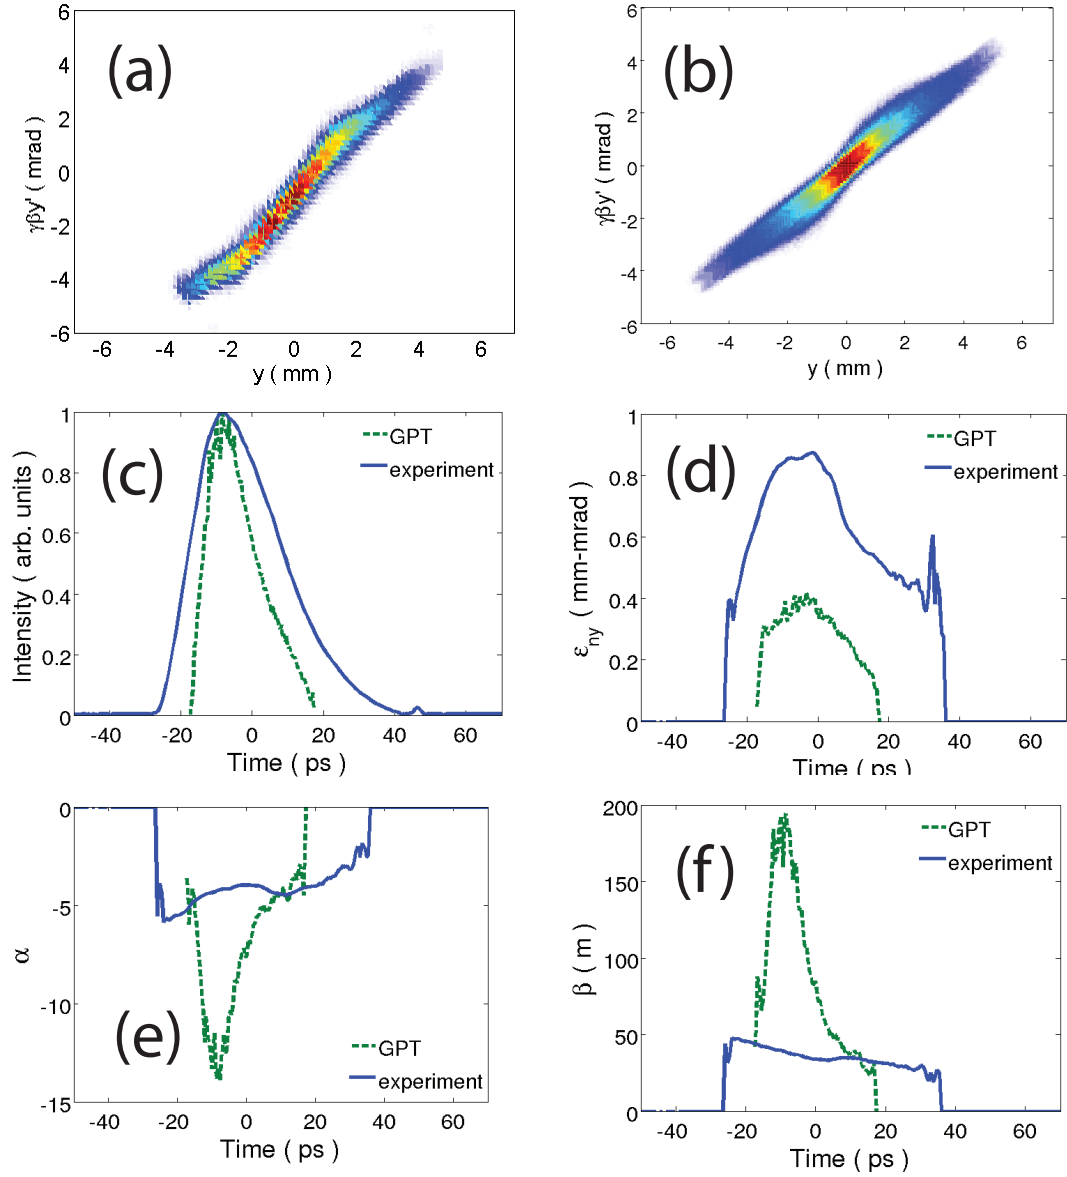 (a)
γβy' ( mrad )
6
4
2
0
-2
-4
-6
-6 -4 -2 0 2 4 6
y ( mm )
(b)
γβy' ( mrad )
6
4
2
0
-2
-4
-6
-6 -4 -2 0 2 4 6
y ( mm )
(c)
GPT
experiment
Intensity ( arb. units )
1
0.8
0.6
0.4
0.2
0
-40 -20 0 20 40 60
Time ( ps )
(d)
GPT
experiment
εny ( mm-mrad )
1
0.8
0.6
0.4
0.2
0
-40 -20 0 20 40 60
Time ( ps )
(e)
GPT
experiment
α
0
-5
-10
-15
-40 -20 0 20 40 60
Time ( ps )
(f)
GPT
experiment
β ( m )
200
150
100
50
0
-40 -20 0 20 40 60
Time ( ps )